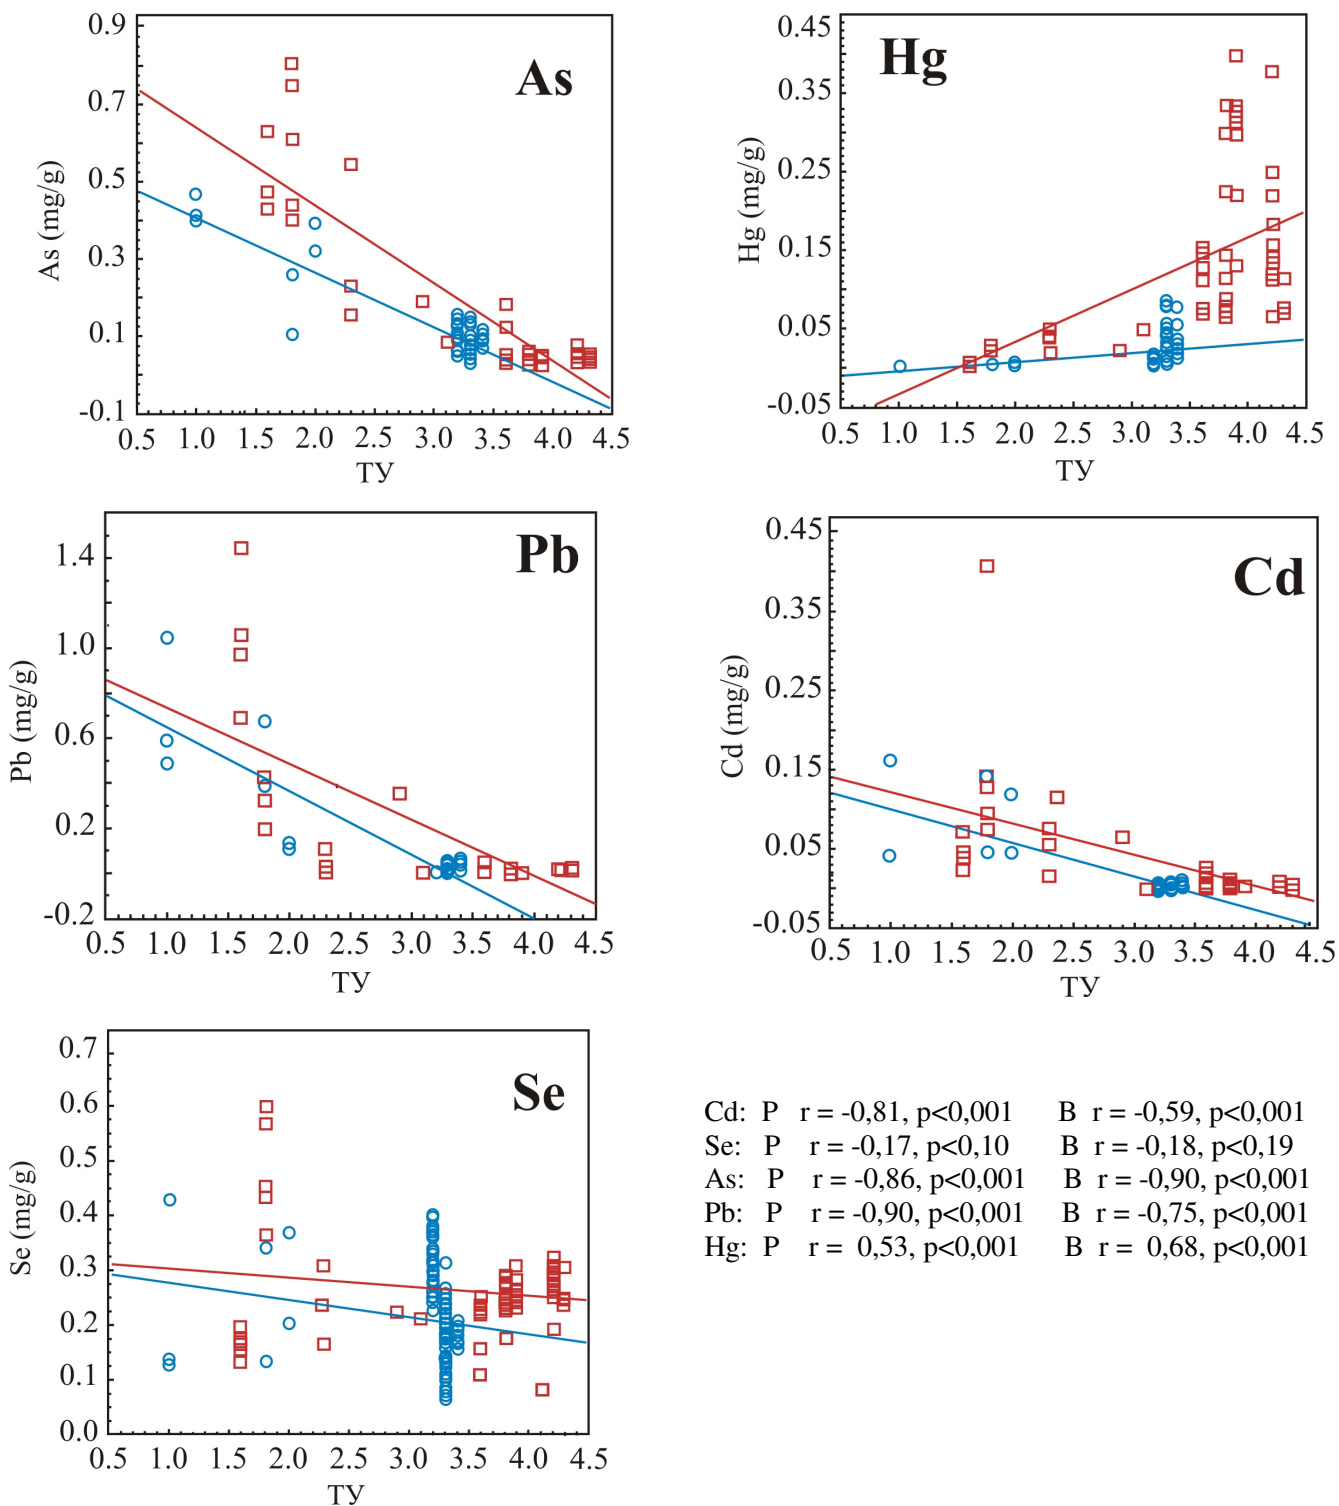 As
As (mg/g)
0.9
0.7
0.5
0.3
0.1
-0.1
0.5 1.0 1.5 2.0 2.5 3.0 3.5 4.0 4.5
ТУ
Hg
Hg (mg/g)
0.45
0.35
0.25
0.15
0.05
-0.05
0.5 1.0 1.5 2.0 2.5 3.0 3.5 4.0 4.5
ТУ
Pb
Pb (mg/g)
1.4
1.0
0.6
0.2
-0.2
0.5 1.0 1.5 2.0 2.5 3.0 3.5 4.0 4.5
ТУ
Cd
Cd (mg/g)
0.45
0.35
0.25
0.15
0.05
-0.05
0.5 1.0 1.5 2.0 2.5 3.0 3.5 4.0 4.5
ТУ
Se
Se (mg/g)
0.7
0.6
0.5
0.4
0.3
0.2
0.1
0.0
0.5 1.0 1.5 2.0 2.5 3.0 3.5 4.0 4.5
ТУ
Cd: P r = -0,81, p<0,001 B r = -0,59, p<0,001
Se: P r = -0,17, p<0,10 B r = -0,18, p<0,19
As: P r = -0,86, p<0,001 B r = -0,90, p<0,001
Pb: P r = -0,90, p<0,001 B r = -0,75, p<0,001
Hg: P r = 0,53, p<0,001 B r = 0,68, p<0,001